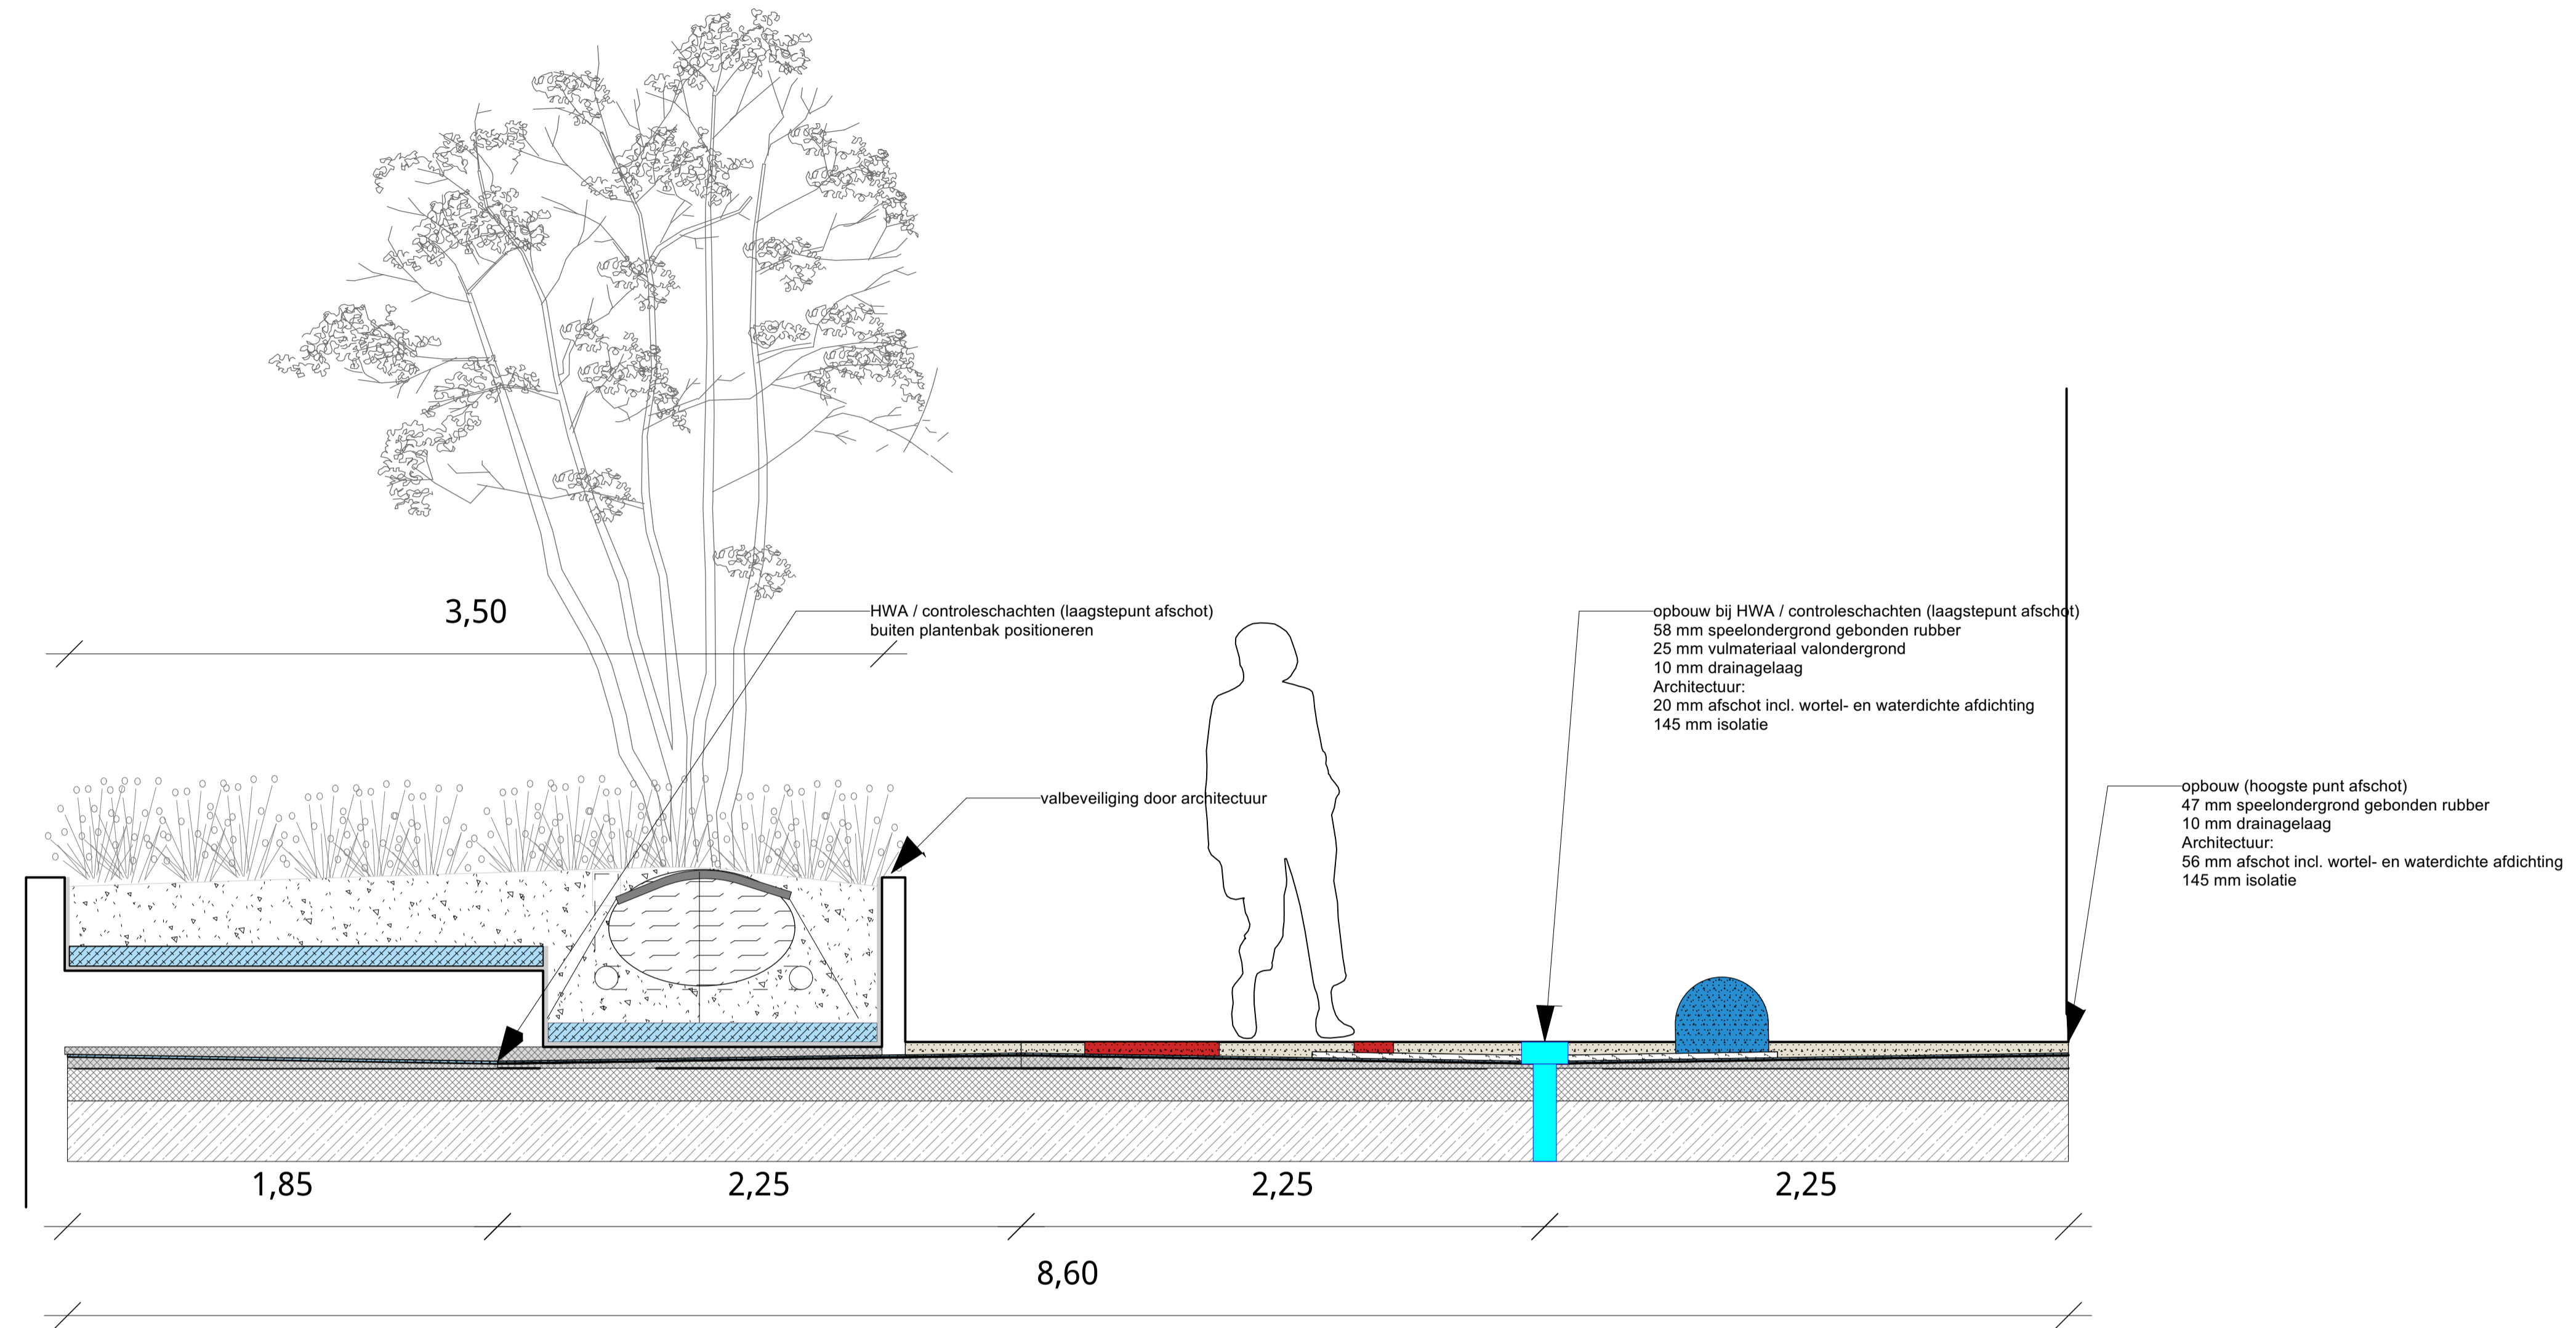 3,50
HWA / controleschachten (laagstepunt afschot)
buiten plantenbak positioneren
opbouw bij HWA / controleschachten (laagstepunt afschot)
58 mm speelondergrond gebonden rubber
25 mm vulmateriaal valondergrond
10 mm drainagelaag
Architectuur:
20 mm afschot incl. wortel- en waterdichte afdichting
145 mm isolatie
valbeveiliging door architectuur
opbouw (hoogste punt afschot)
47 mm speelondergrond gebonden rubber
10 mm drainagelaag
Architectuur:
56 mm afschot incl. wortel- en waterdichte afdichting
145 mm isolatie
1,85
2,25
2,25
2,25
8,60